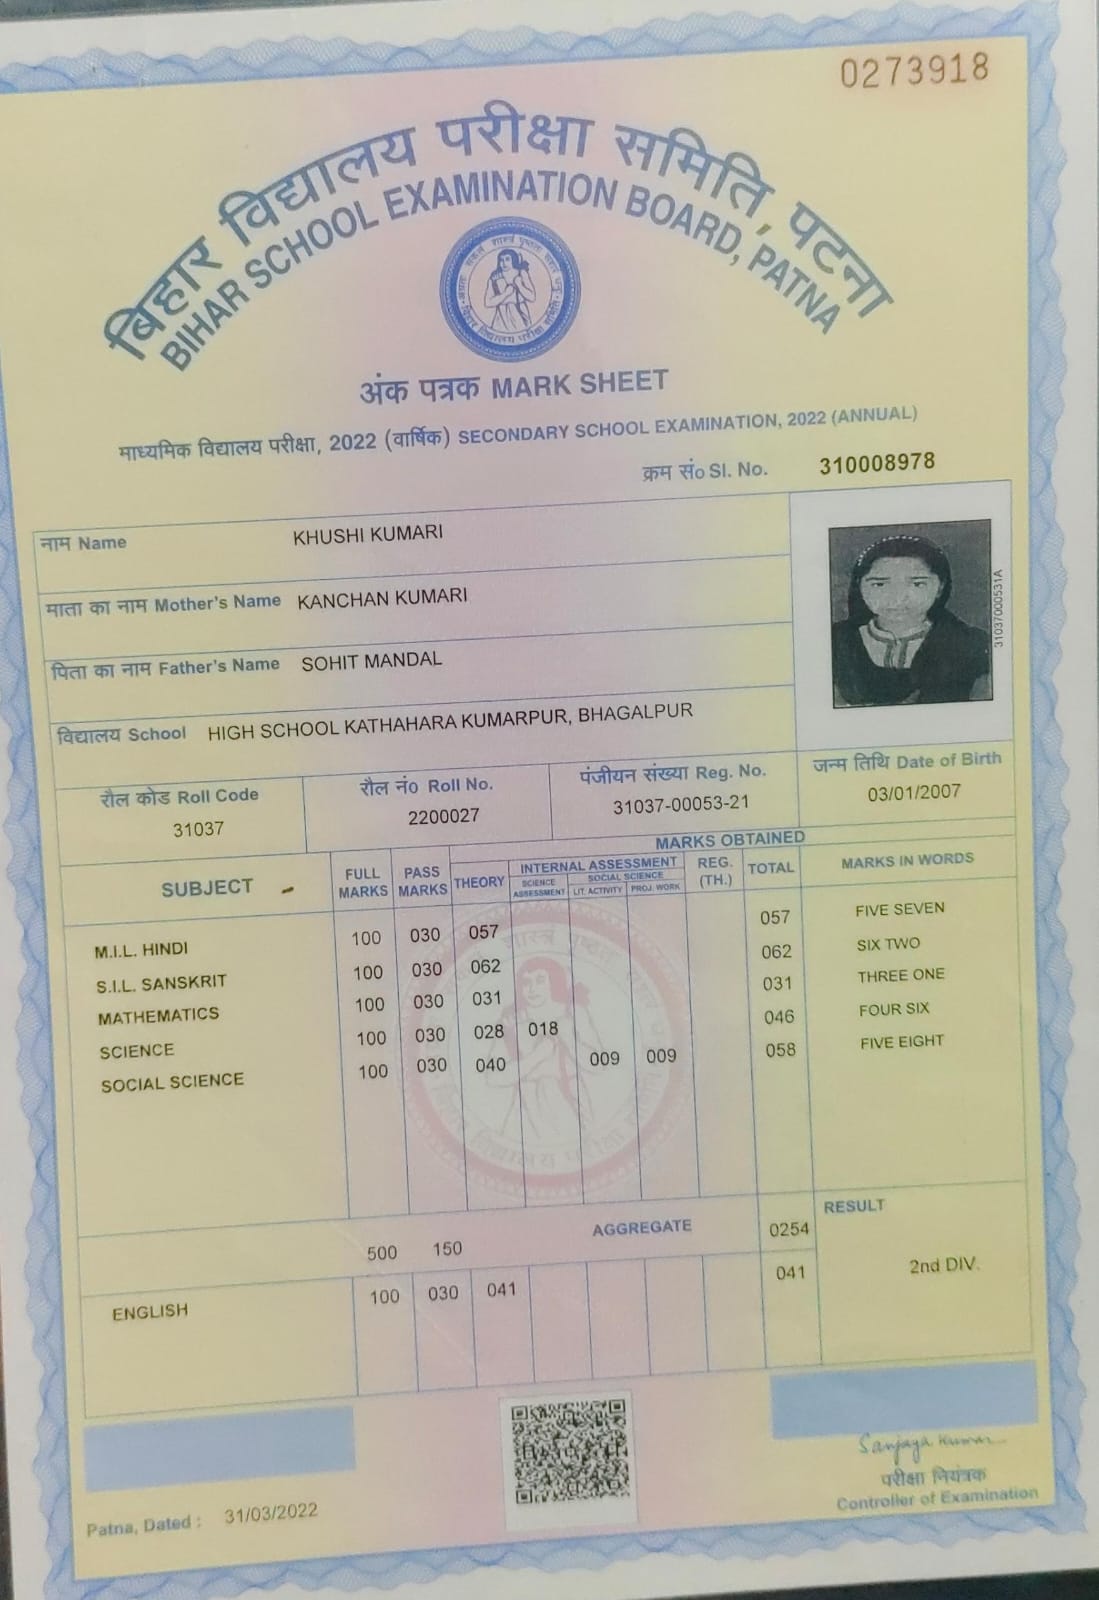 0273918
बिहार विद्यालय परीक्षा समिति, पटना
BIHAR SCHOOL EXAMINATION BOARD, PATNA
अंक पत्रक MARK SHEET
माध्यमिक विद्यालय परीक्षा, 2022 (वार्षिक) SECONDARY SCHOOL EXAMINATION, 2022 (ANNUAL)
क्रम सं० Sl. No. 310008978
नाम Name KHUSHI KUMARI
माता का नाम Mother's Name KANCHAN KUMARI
पिता का नाम Father's Name SOHIT MANDAL
विद्यालय School HIGH SCHOOL KATHAHARA KUMARPUR, BHAGALPUR
31037000531A
रौल कोड Roll Code रौल नं० Roll No. पंजीयन संख्या Reg. No. जन्म तिथि Date of Birth
31037 2200027 31037-00053-21 03/01/2007
MARKS OBTAINED
SUBJECT FULL MARKS PASS MARKS THEORY INTERNAL ASSESSMENT REG. (TH.) TOTAL MARKS IN WORDS
SCIENCE ASSESSMENT SOCIAL SCIENCE LIT. ACTIVITY PROJ. WORK
M.I.L. HINDI 100 030 057 057 FIVE SEVEN
S.I.L. SANSKRIT 100 030 062 062 SIX TWO
MATHEMATICS 100 030 031 031 THREE ONE
SCIENCE 100 030 028 018 046 FOUR SIX
SOCIAL SCIENCE 100 030 040 009 009 058 FIVE EIGHT
500 150 AGGREGATE 0254 RESULT
ENGLISH 100 030 041 041 2nd DIV.
Sanjaya Kumar
परीक्षा नियंत्रक
Controller of Examination
Patna, Dated : 31/03/2022